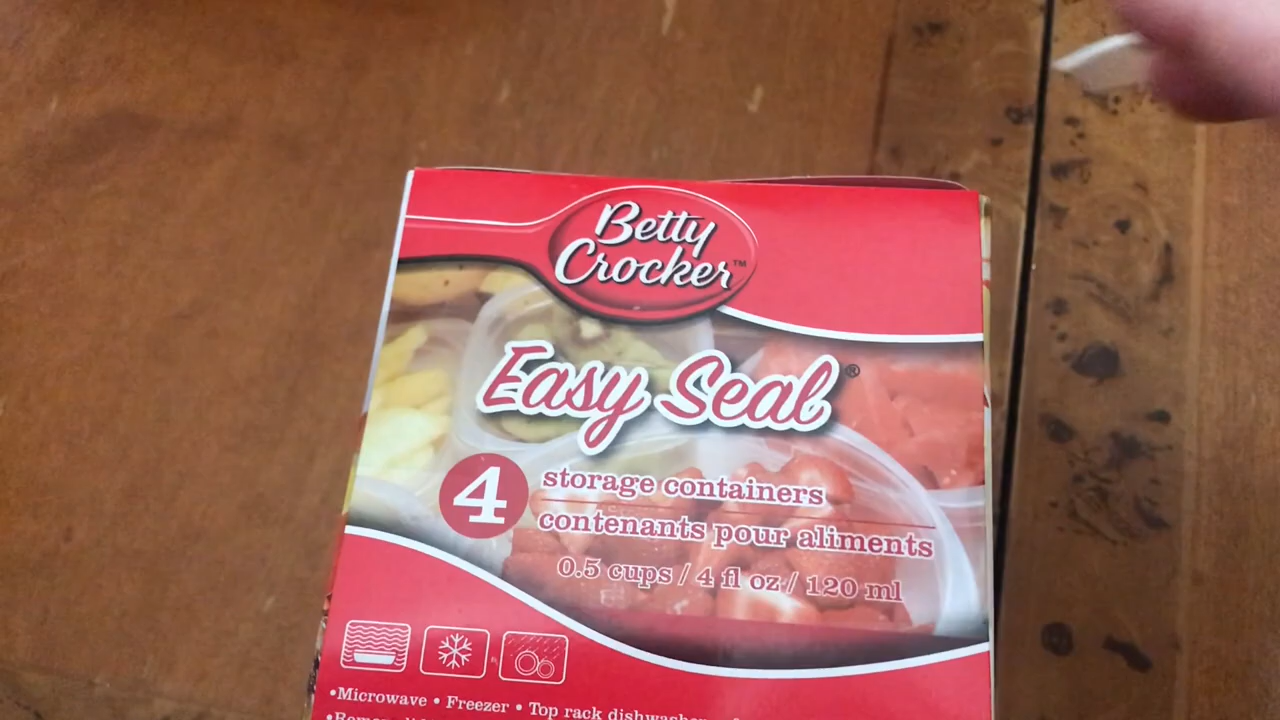 Betty
Crocker™
Easy Seal®
4
storage containers
contenants pour aliments
0.5 cups / 4 fl oz / 120 ml
•Microwave • Freezer • Top rack dishwasher